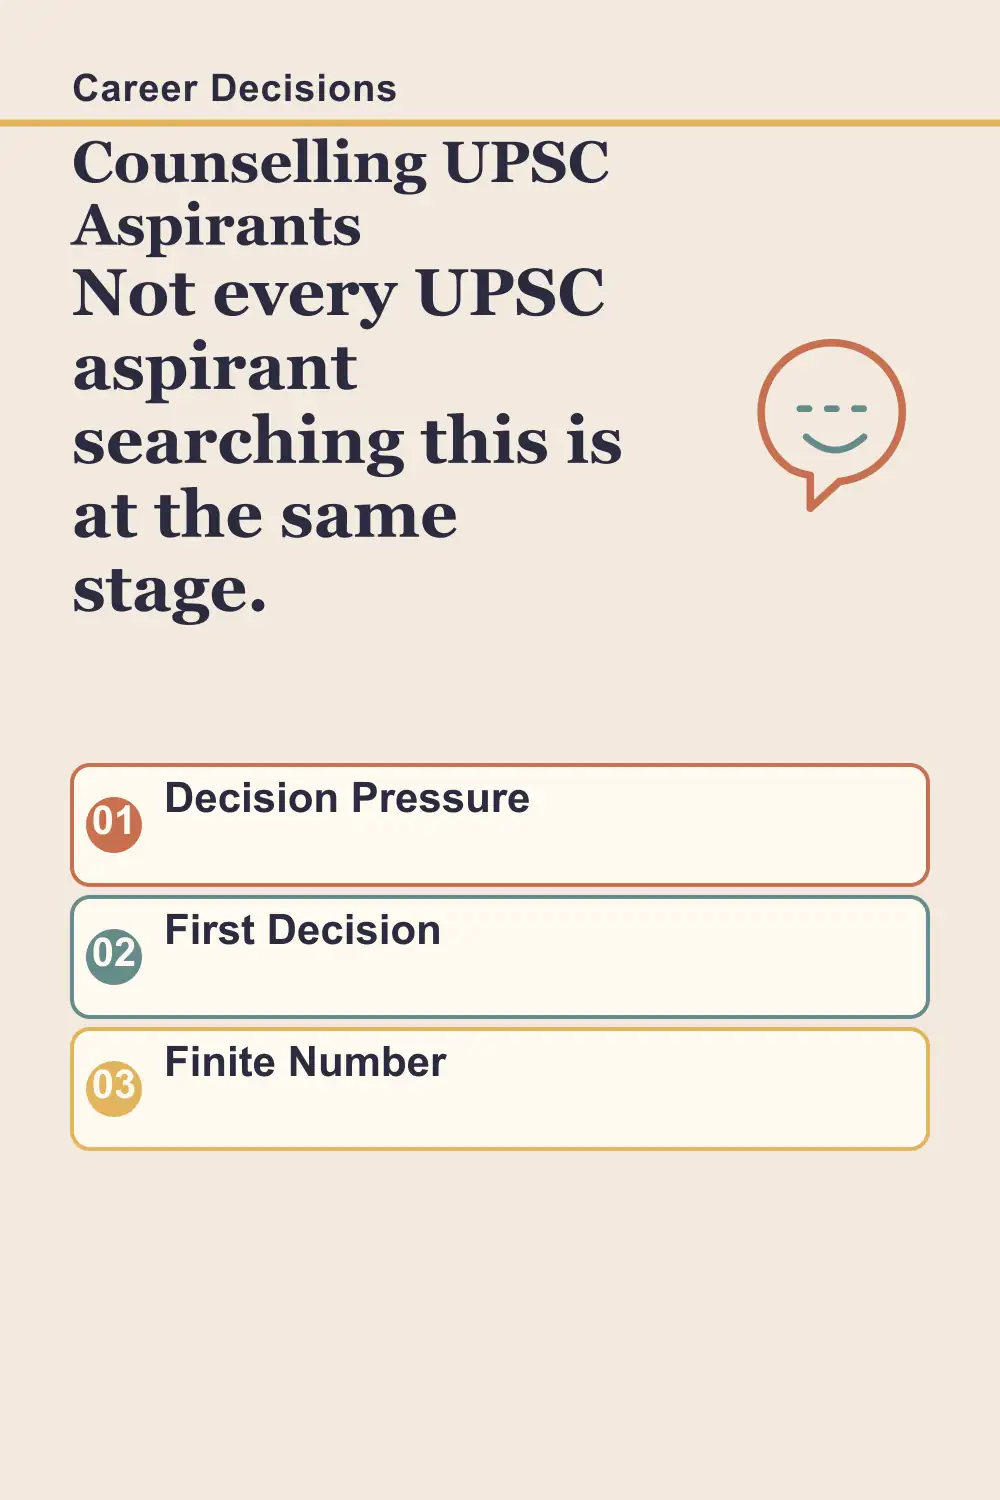 Career Decisions
Counselling UPSC
Aspirants
Not every UPSC
aspirant
searching this is
at the same
stage.
01
Decision Pressure
02
First Decision
03
Finite Number